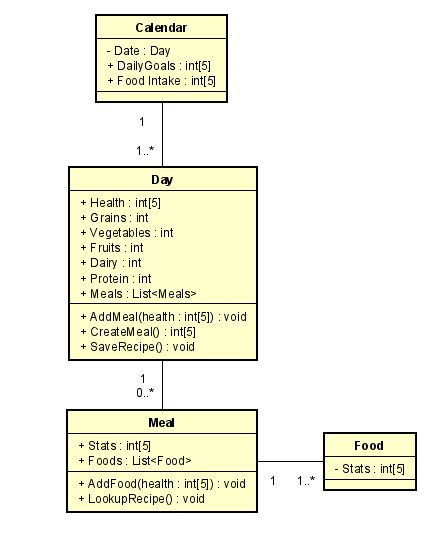 Calendar
- Date : Day
+ DailyGoals : int[5]
+ Food Intake : int[5]
1
1..*
Day
+ Health : int[5]
+ Grains : int
+ Vegetables : int
+ Fruits : int
+ Dairy : int
+ Protein : int
+ Meals : List<Meals>
+ AddMeal(health : int[5]) : void
+ CreateMeal() : int[5]
+ SaveRecipe() : void
1
0..*
Meal
+ Stats : int[5]
+ Foods : List<Food>
+ AddFood(health : int[5]) : void
+ LookupRecipe() : void
1 1..*
Food
- Stats : int[5]